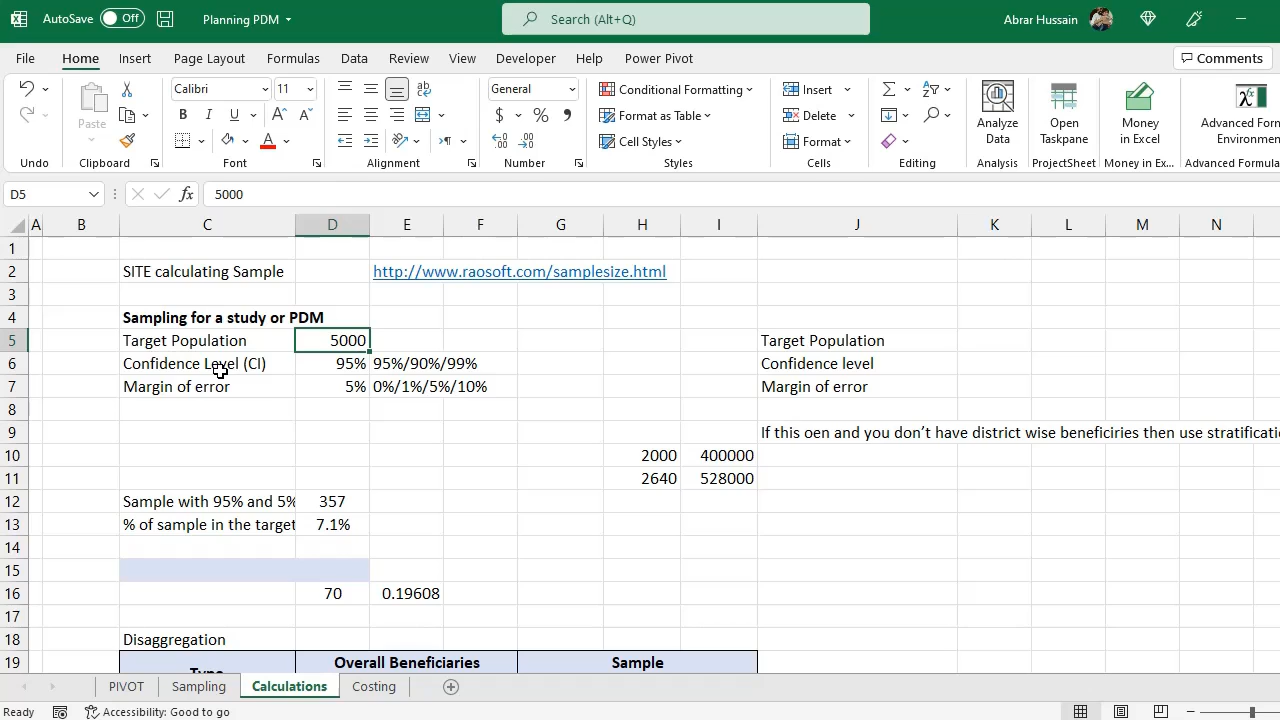 AutoSave Off Planning PDM Search (Alt+Q) Abrar Hussain
File Home Insert Page Layout Formulas Data Review View Developer Help Power Pivot Comments
Calibri 11 General Conditional Formatting Insert
Paste B I U Format as Table Delete Analyze Data Open Taskpane Money in Excel Advanced Form Environmen
Cell Styles Format
Undo Clipboard Font Alignment Number Styles Cells Editing Analysis ProjectSheet Money in Ex... Advanced Formula
D5 fx 5000
A B C D E F G H I J K L M N
1
2 SITE calculating Sample http://www.raosoft.com/samplesize.html
3
4 Sampling for a study or PDM
5 Target Population 5000 Target Population
6 Confidence Level (CI) 95% 95%/90%/99% Confidence level
7 Margin of error 5% 0%/1%/5%/10% Margin of error
8
9 If this oen and you don't have district wise beneficiries then use stratificati
10 2000 400000
11 2640 528000
12 Sample with 95% and 5% 357
13 % of sample in the target 7.1%
14
15
16 70 0.19608
17
18 Disaggregation
19 Type Overall Beneficiaries Sample
PIVOT Sampling Calculations Costing
Ready Accessibility: Good to go